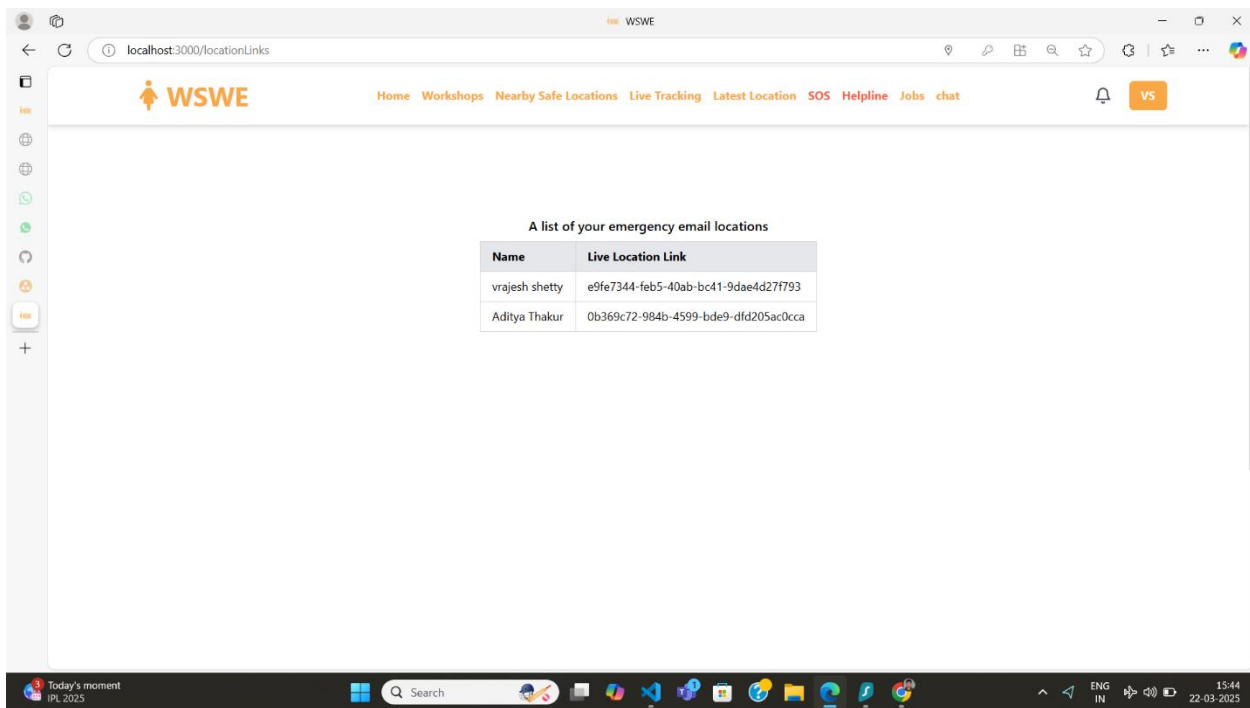 WSWE
localhost:3000/locationLinks
WSWE
Home Workshops Nearby Safe Locations Live Tracking Latest Location SOS Helpline Jobs chat
VS
A list of your emergency email locations
Name Live Location Link
vrajesh shetty e9fe7344-feb5-40ab-bc41-9dae4d27f793
Aditya Thakur 0b369c72-984b-4599-bde9-dfd205ac0cca
3 Today's moment
IPL 2025
Search
1
ENG
IN
15:44
22-03-2025